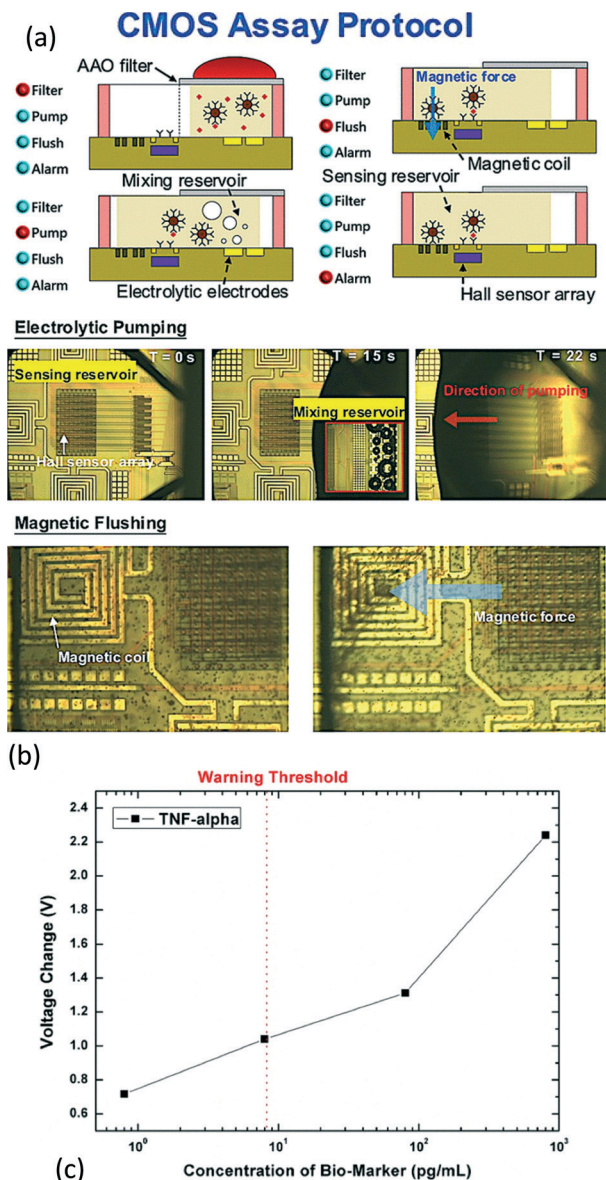 CMOS Assay Protocol
(a)
AAO filter
Filter
Pump
Flush
Alarm
Mixing reservoir
Filter
Pump
Flush
Alarm
Electrolytic electrodes
Magnetic force
Filter
Pump
Flush
Alarm
Magnetic coil
Sensing reservoir
Filter
Pump
Flush
Alarm
Hall sensor array
Electrolytic Pumping
T = 0 s
Sensing reservoir
Hall sensor array
T = 15 s
Mixing reservoir
T = 22 s
Direction of pumping
Magnetic Flushing
Magnetic coil
Magnetic force
(b)
Warning Threshold
TNF-alpha
2.4
2.2
2.0
1.8
1.6
1.4
1.2
1.0
0.8
0.6
Voltage Change (V)
10⁰
10¹
10²
10³
Concentration of Bio-Marker (pg/mL)
(c)